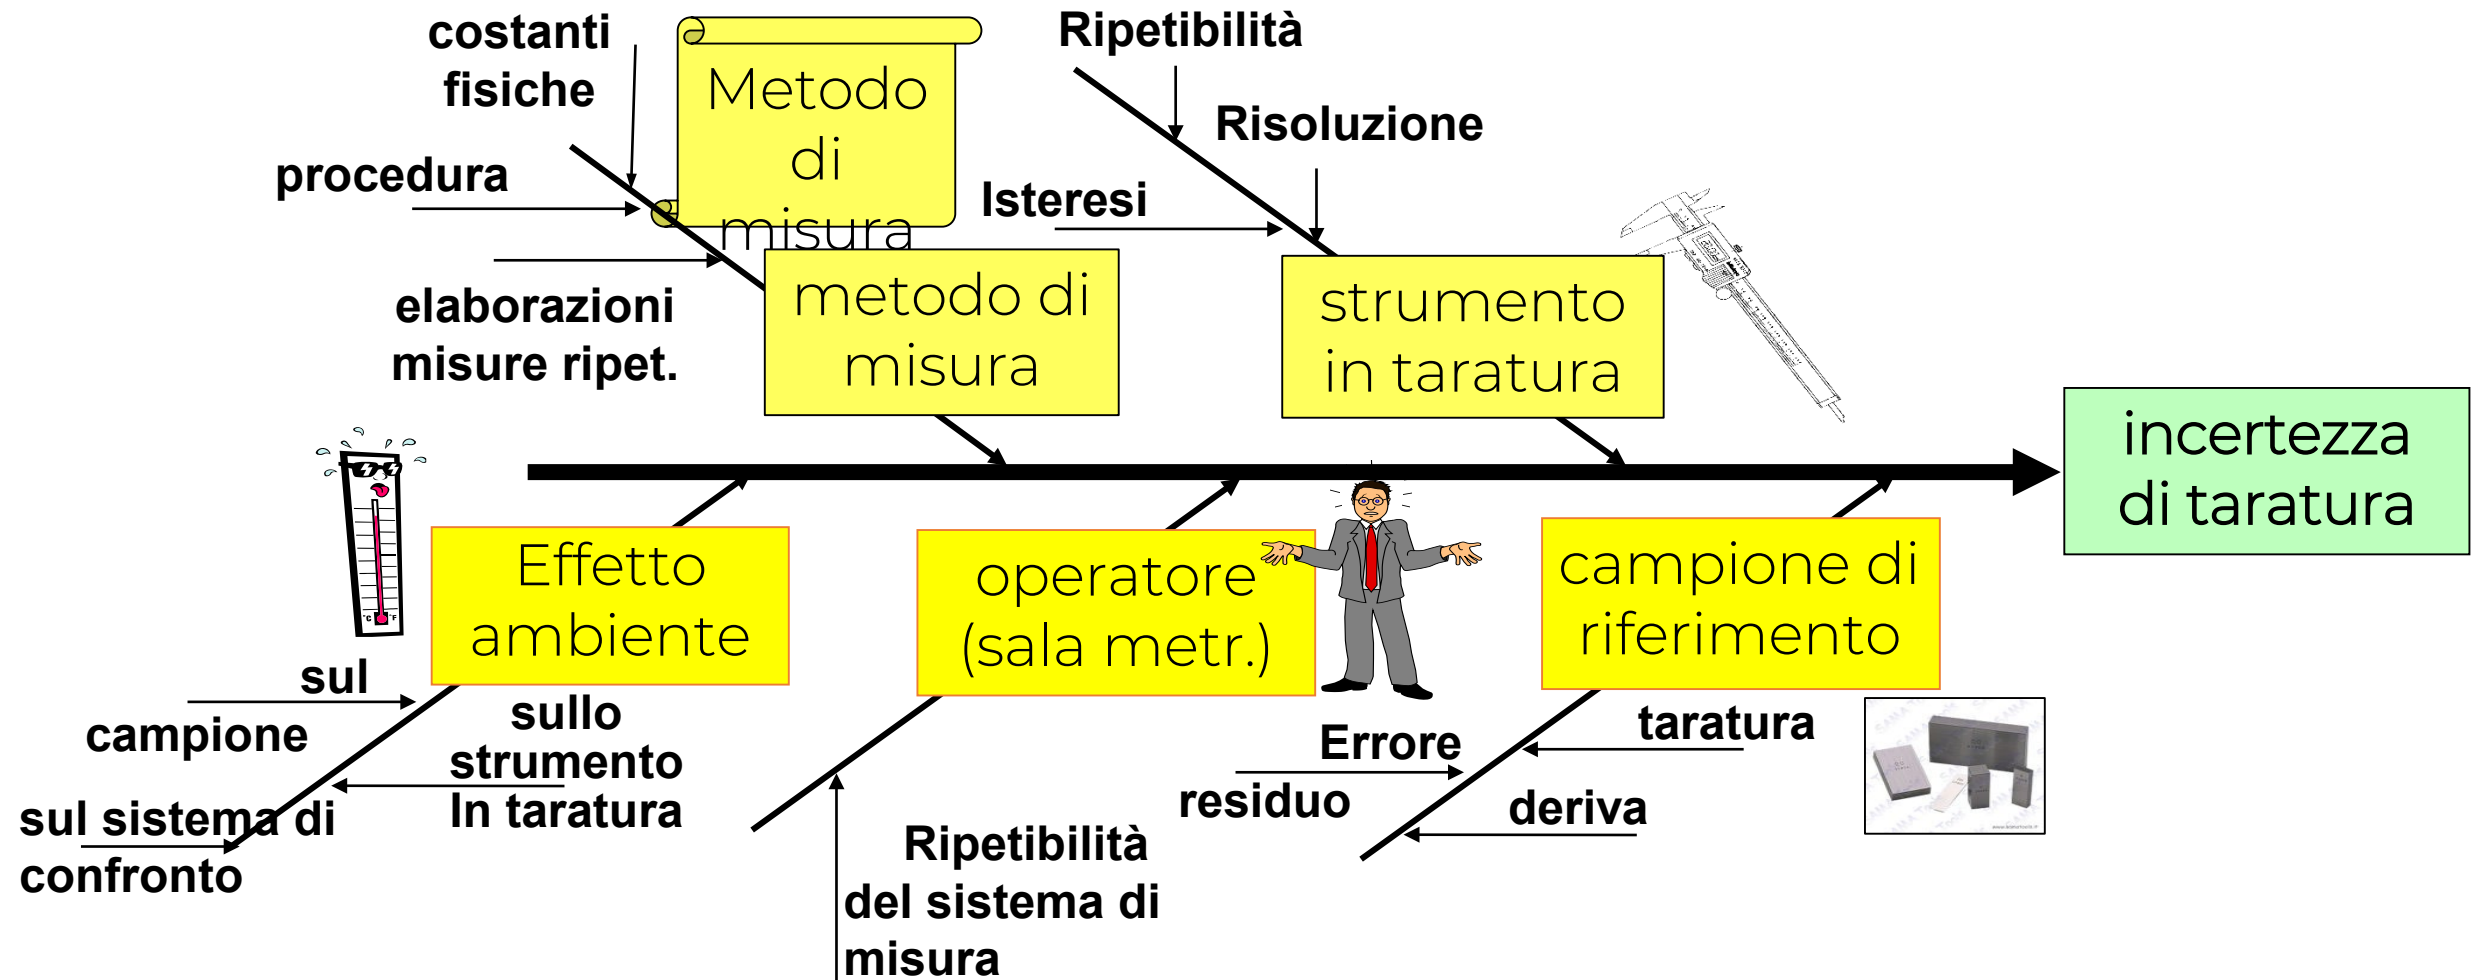 costanti
fisiche
procedura
elaborazioni
misure ripet.
Metodo
di
misura
metodo di
misura
Ripetibilità
Risoluzione
Isteresi
strumento
in taratura
incertezza
di taratura
°C
°F
Effetto
ambiente
sul
campione
sullo
strumento
In taratura
sul sistema di
confronto
operatore
(sala metr.)
Ripetibilità
del sistema di
misura
campione di
riferimento
Errore
residuo
taratura
deriva